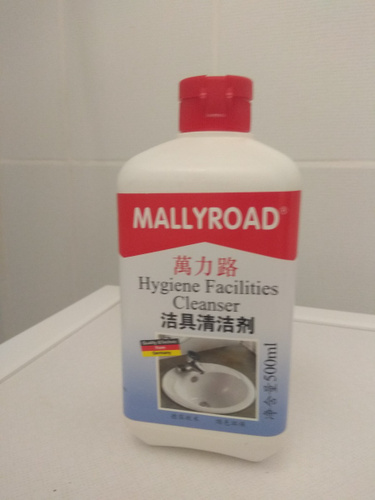 MALLYROAD®
萬力路
Hygiene Facilities
Cleanser
洁具清洁剂
Germany
净含量500ml